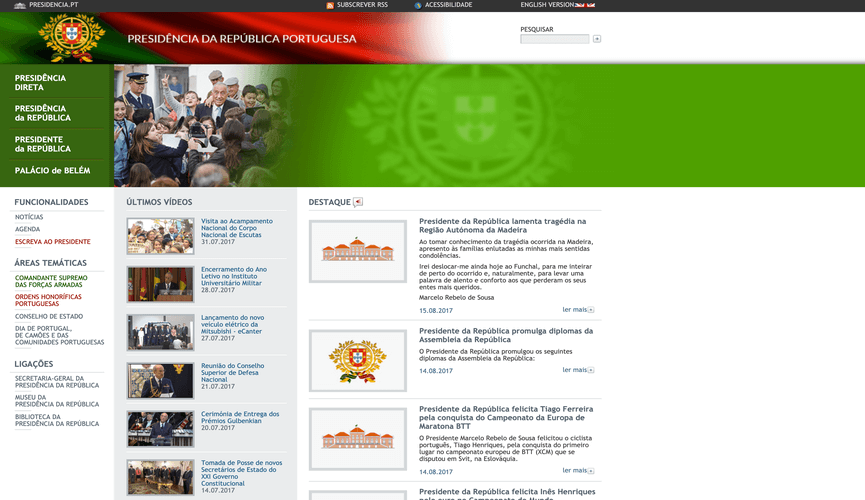 PRESIDENCIA.PT
SUBSCREVER RSS
ACESSIBILIDADE
ENGLISH VERSION
PRESIDÊNCIA DA REPÚBLICA PORTUGUESA
PESQUISAR
PRESIDÊNCIA
DIRETA
PRESIDÊNCIA
da REPÚBLICA
PRESIDENTE
da REPÚBLICA
PALÁCIO de BELÉM
FUNCIONALIDADES
NOTÍCIAS
AGENDA
ESCREVA AO PRESIDENTE
ÁREAS TEMÁTICAS
COMANDANTE SUPREMO
DAS FORÇAS ARMADAS
ORDENS HONORÍFICAS
PORTUGUESAS
CONSELHO DE ESTADO
DIA DE PORTUGAL,
DE CAMÕES E DAS
COMUNIDADES PORTUGUESAS
LIGAÇÕES
SECRETARIA-GERAL DA
PRESIDÊNCIA DA REPÚBLICA
MUSEU DA
PRESIDÊNCIA DA REPÚBLICA
BIBLIOTECA DA
PRESIDÊNCIA DA REPÚBLICA
ÚLTIMOS VÍDEOS
Visita ao Acampamento
Nacional do Corpo
Nacional de Escutas
31.07.2017
Encerramento do Ano
Letivo no Instituto
Universitário Militar
28.07.2017
Lançamento do novo
veículo elétrico da
Mitsubishi - eCanter
27.07.2017
Reunião do Conselho
Superior de Defesa
Nacional
21.07.2017
Cerimónia de Entrega dos
Prémios Gulbenkian
20.07.2017
Tomada de Posse de novos
Secretários de Estado do
XXI Governo
Constitucional
14.07.2017
DESTAQUE
Presidente da República lamenta tragédia na
Região Autónoma da Madeira
Ao tomar conhecimento da tragédia ocorrida na Madeira,
apresento às famílias enlutadas as minhas mais sentidas
condolências.
Irei deslocar-me ainda hoje ao Funchal, para me inteirar
de perto do ocorrido e, naturalmente, para levar uma
palavra de alento e conforto aos que perderam os seus
entes mais queridos.
Marcelo Rebelo de Sousa
15.08.2017
ler mais
Presidente da República promulga diplomas da
Assembleia da República
O Presidente da República promulgou os seguintes
diplomas da Assembleia da República:
14.08.2017
ler mais
Presidente da República felicita Tiago Ferreira
pela conquista do Campeonato da Europa de
Maratona BTT
O Presidente Marcelo Rebelo de Sousa felicitou o ciclista
português, Tiago Henriques, pela conquista do primeiro
lugar no campeonato europeu de BTT (XCM) que se
disputou em Svit, na Eslováquia.
14.08.2017
ler mais
Presidente da República felicita Inês Henriques